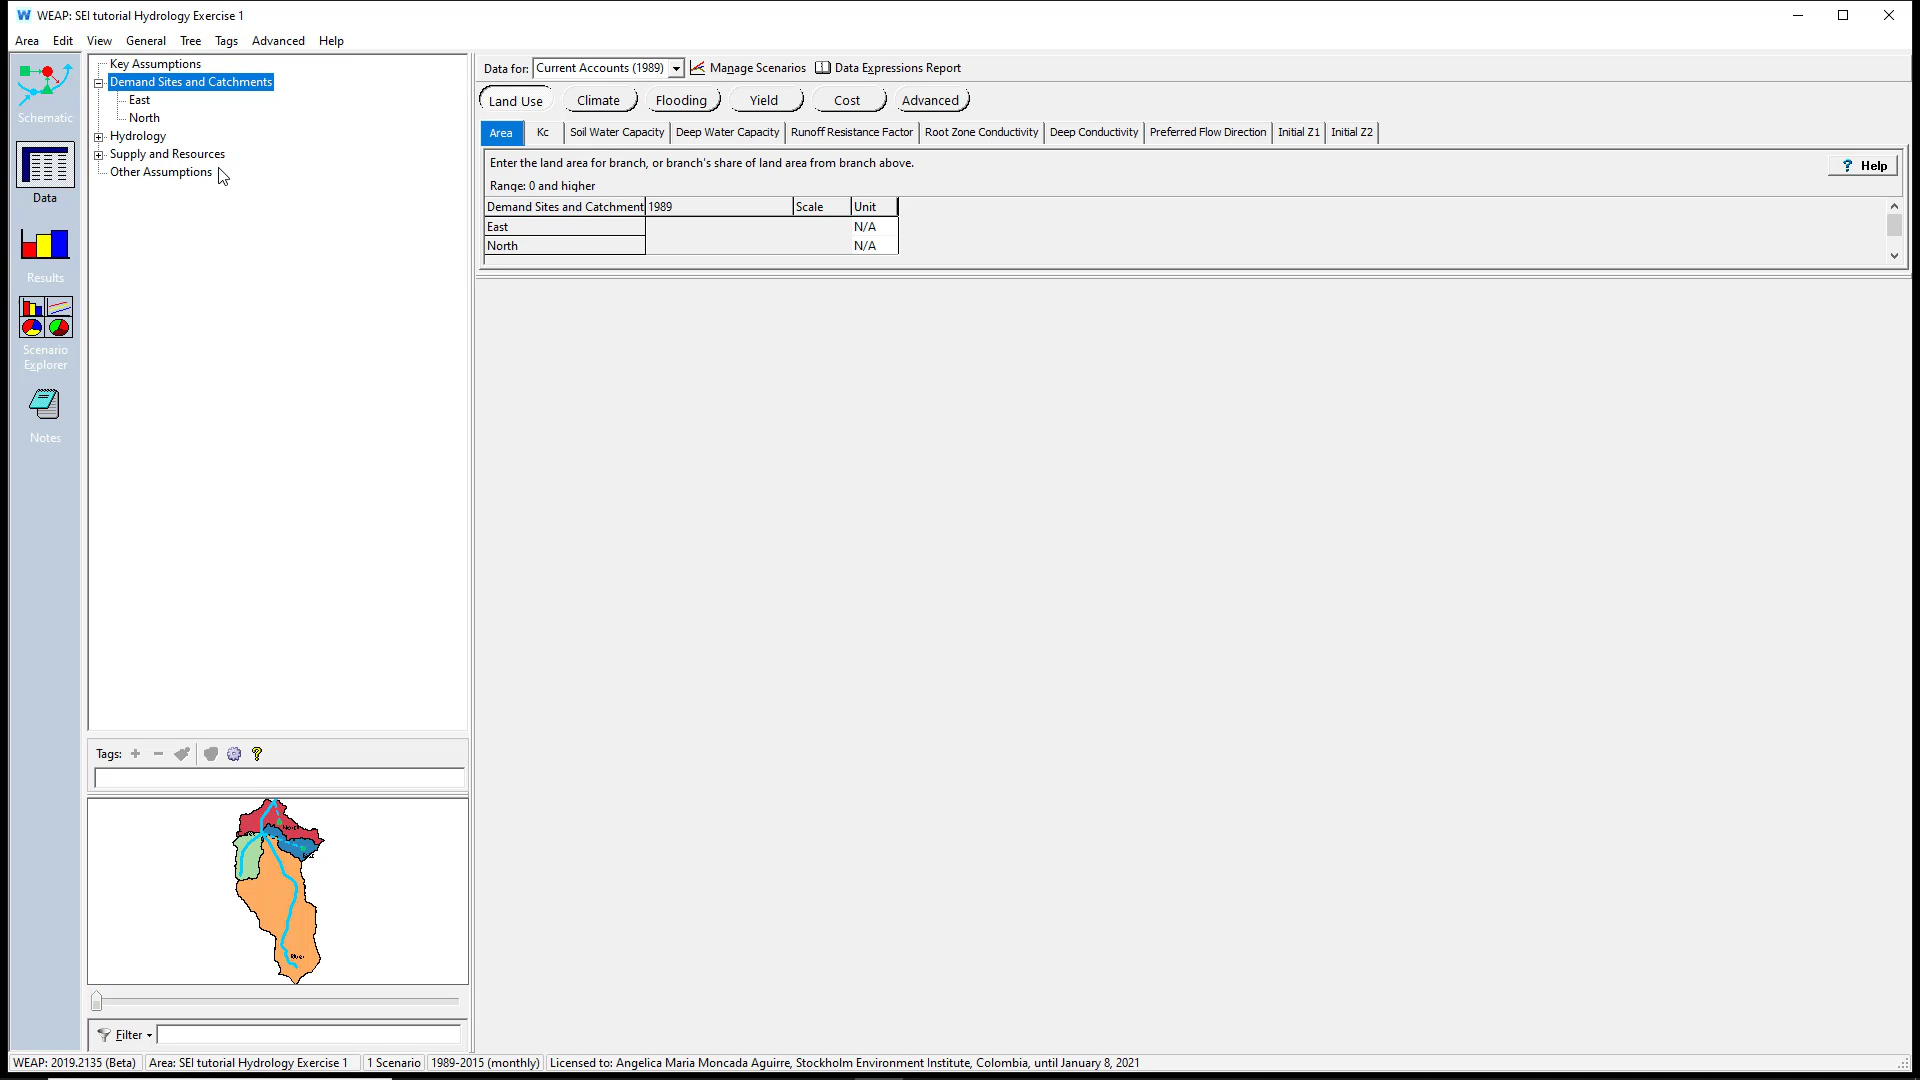 WEAP: SEI tutorial Hydrology Exercise 1
Area Edit View General Tree Tags Advanced Help
Schematic
Data
Results
Scenario
Explorer
Notes
Key Assumptions
Demand Sites and Catchments
East
North
Hydrology
Supply and Resources
Other Assumptions
Data for: Current Accounts (1989) Manage Scenarios Data Expressions Report
Land Use Climate Flooding Yield Cost Advanced
Area Kc Soil Water Capacity Deep Water Capacity Runoff Resistance Factor Root Zone Conductivity Deep Conductivity Preferred Flow Direction Initial Z1 Initial Z2
Enter the land area for branch, or branch's share of land area from branch above.
? Help
Range: 0 and higher
Demand Sites and Catchment 1989 Scale Unit
East N/A
North N/A
Tags:
North
River
Filter
WEAP: 2019.2135 (Beta) Area: SEI tutorial Hydrology Exercise 1 1 Scenario 1989-2015 (monthly) Licensed to: Angelica Maria Moncada Aguirre, Stockholm Environment Institute, Colombia, until January 8, 2021